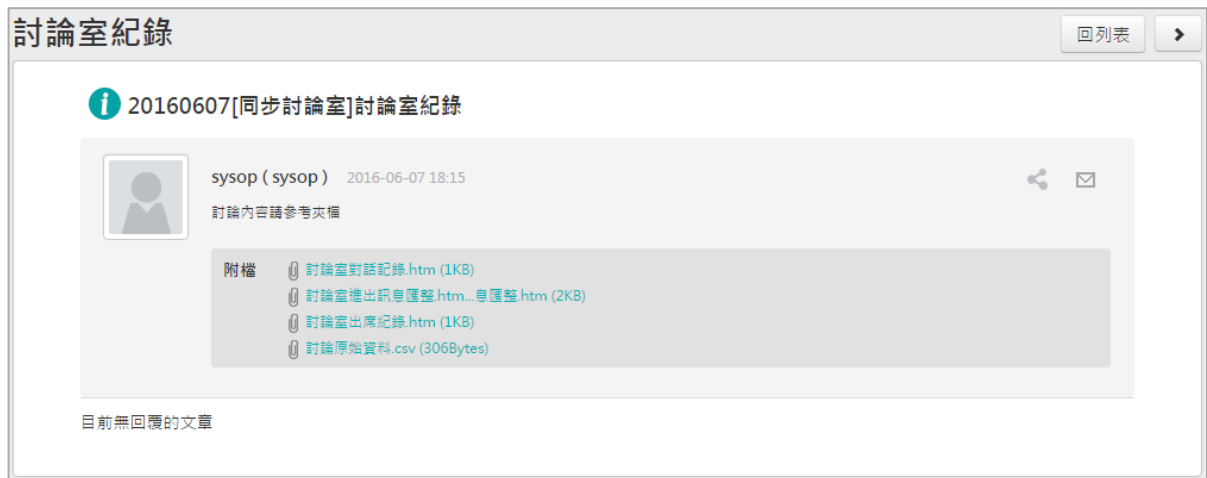 討論室紀錄
回列表
20160607[同步討論室]討論室紀錄
sysop ( sysop ) 2016-06-07 18:15
討論內容請參考夾檔
附檔 討論室對話記錄.htm (1KB)
討論室進出訊息匯整.htm...息匯整.htm (2KB)
討論室出席紀錄.htm (1KB)
討論原始資料.csv (306Bytes)
目前無回覆的文章